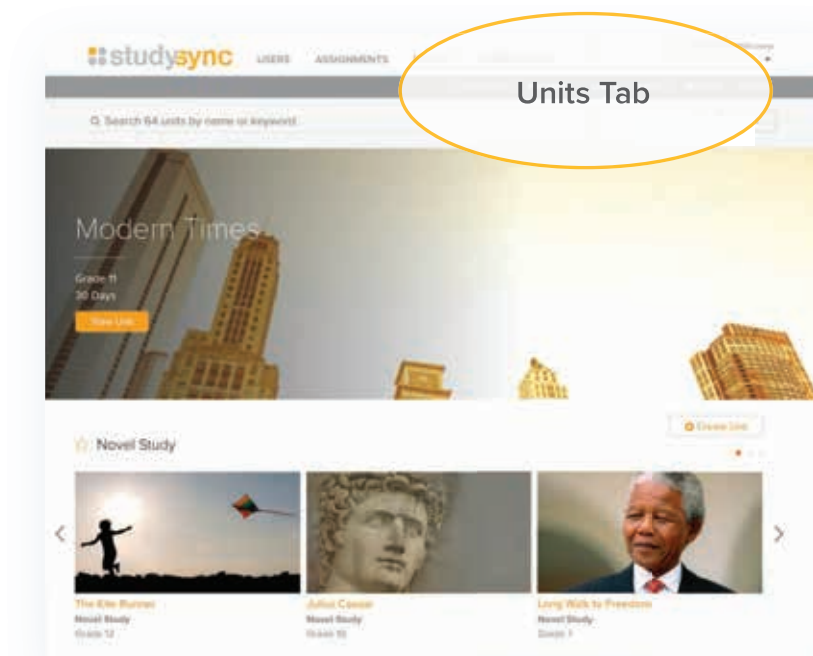 studysync USERS ASSIGNMENTS
Units Tab
Search 64 units by name or keyword
Modern Times
Grade 11
30 Days
View Unit
Create Unit
Novel Study
The Kite Runner Julius Caesar Long Walk to Freedom
Novel Study Novel Study Novel Study
Grade 12 Grade 10